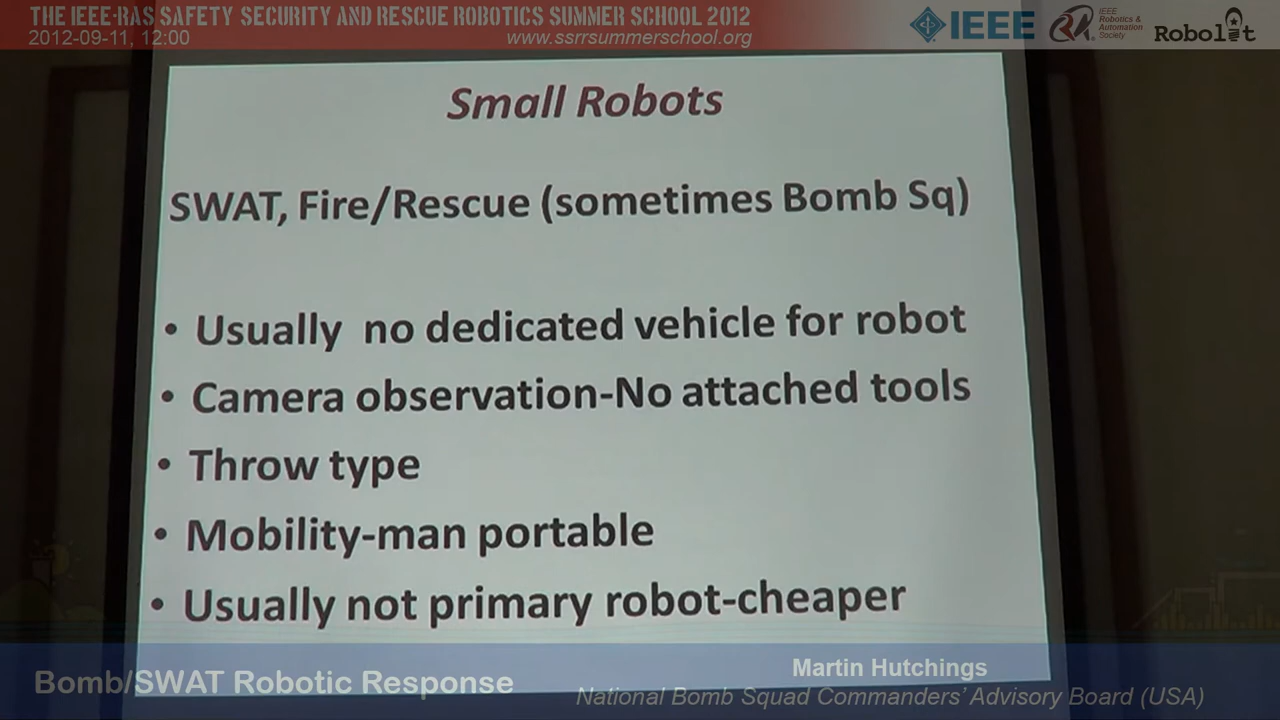 THE IEEE-RAS SAFETY SECURITY AND RESCUE ROBOTICS SUMMER SCHOOL 2012
2012-09-11, 12:00
www.ssrrsummerschool.org
IEEE
IEEE
Robotics &
Automation
Society
Robolit
Small Robots
SWAT, Fire/Rescue (sometimes Bomb Sq)
• Usually no dedicated vehicle for robot
• Camera observation-No attached tools
• Throw type
• Mobility-man portable
• Usually not primary robot-cheaper
Bomb/SWAT Robotic Response
Martin Hutchings
National Bomb Squad Commanders' Advisory Board (USA)